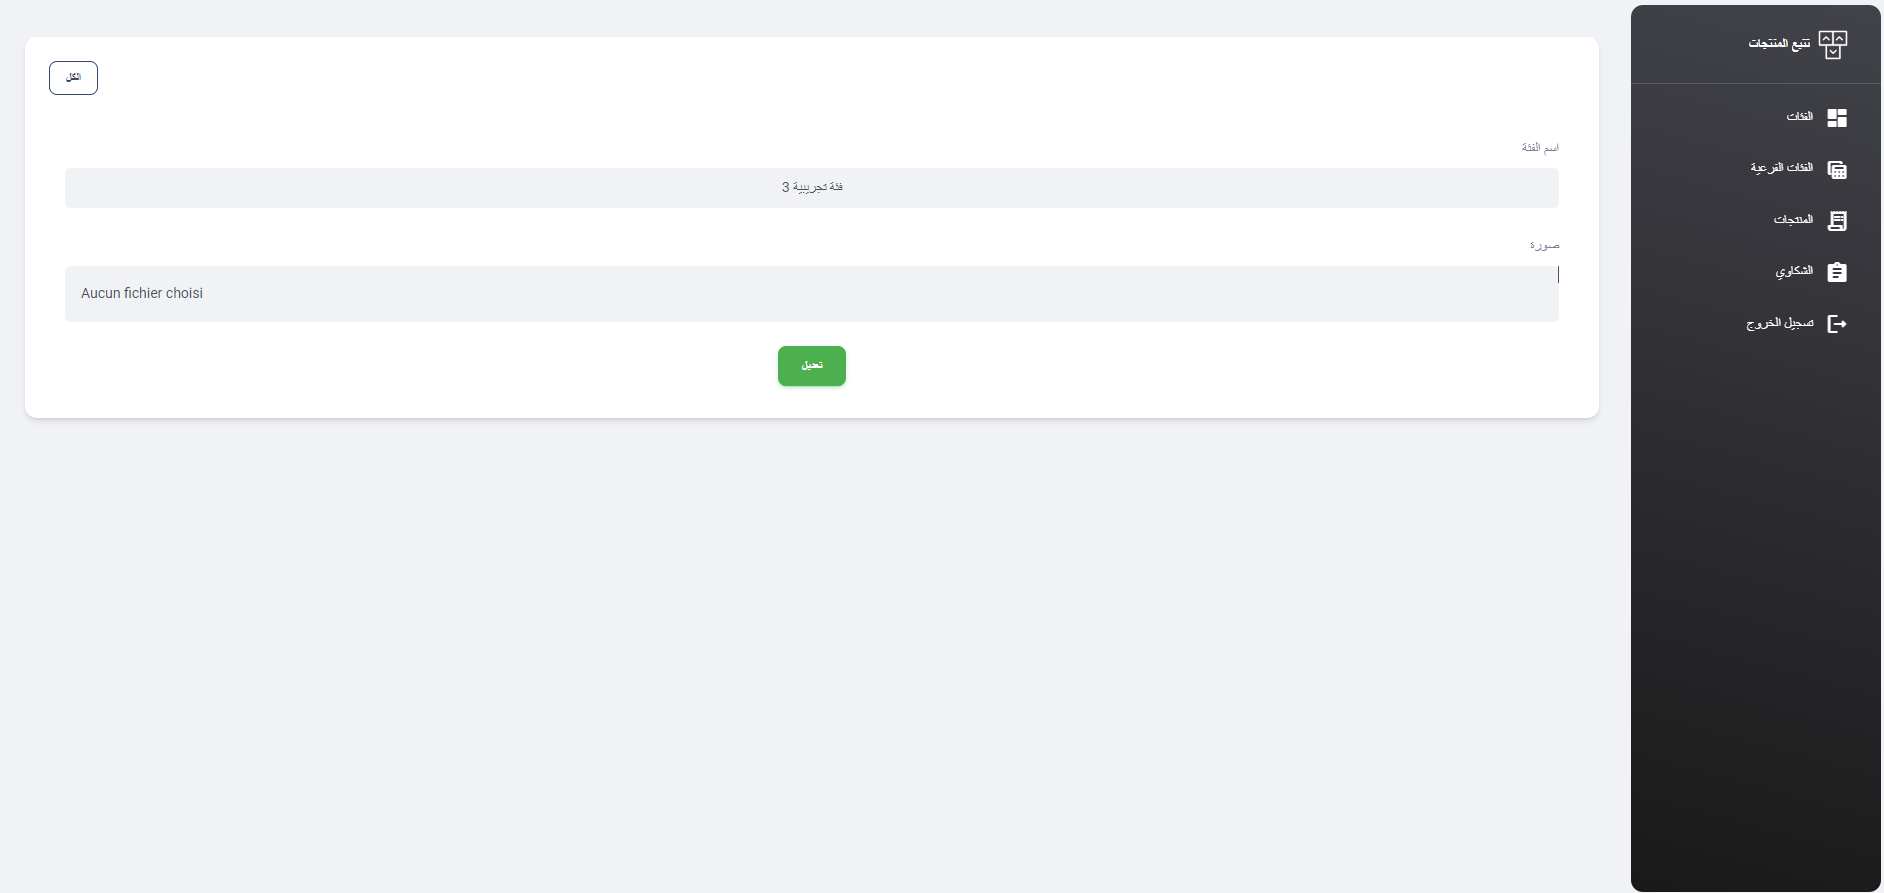 تتبع المنتجات
الفئات
الفئات الفرعية
المنتجات
الشكاوي
تسجيل الخروج
الكل
اسم الفئة
فئة تجريبية 3
صورة
Aucun fichier choisi
تعديل